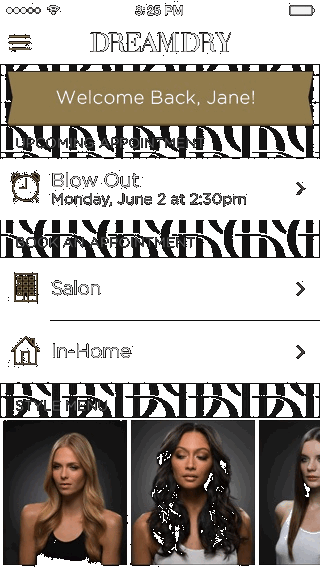 8:25 PM
DREAMDRY
Welcome Back, Jane!
UPCOMING APPOINTMENT
Blow Out
Monday, June 2 at 2:30pm
BOOK AN APPOINTMENT
Salon
In-Home
STYLE MENU